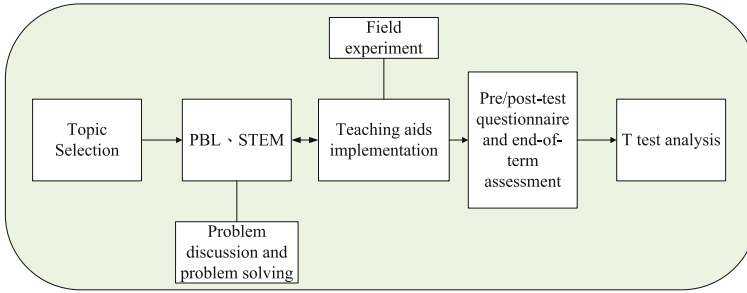 Field
experiment
Topic
Selection
PBL、STEM
Teaching aids
implementation
Pre/post-test
questionnaire
and end-of-
term
assessment
T test analysis
Problem
discussion and
problem solving